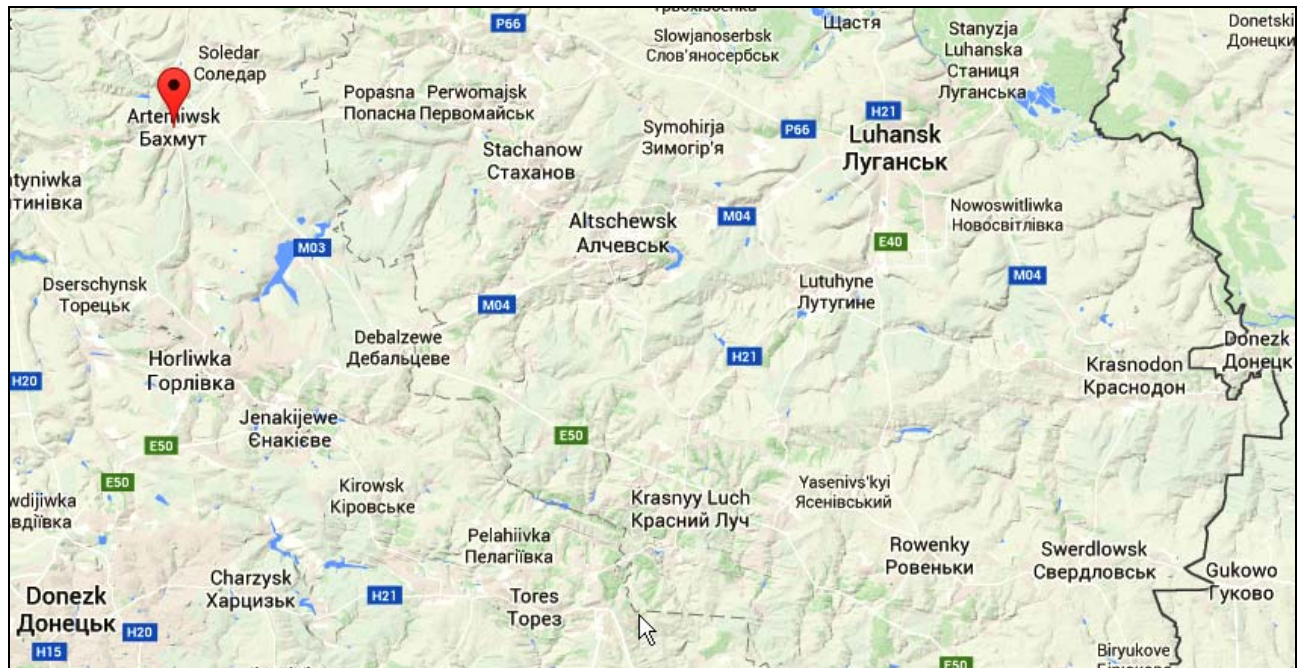 P66
Щастя
Donetski
Донецки
Slowjanoserbsk
Слов'яносербськ
Stanyzja
Luhanska
Станиця
Луганська
Soledar
Соледар
Popasna
Попасна
Perwomajsk
Первомайськ
H21
Artemiwsk
Бахмут
Symohirja
Зимогір'я
P66
Luhansk
Луганськ
Stachanow
Стаханов
ntyniwka
тинівка
Altschewsk
Алчевськ
M04
Nowoswitliwka
Новосвітлівка
M03
E40
Dserschynsk
Торецьк
M04
Lutuhyne
Лутугине
M04
Debalzewe
Дебальцеве
H21
Donezk
Донецк
Horliwka
Горлівка
H20
Krasnodon
Краснодон
Jenakijewe
Єнакієве
E50
E50
E50
Kirowsk
Кіровське
Krasnyy Luch
Красний Луч
Yasenivs'kyi
Ясенівський
wdijiwka
вдіївка
Pelahiivka
Пелагіївка
Rowenky
Ровеньки
Swerdlowsk
Свердловськ
Gukowo
Гуково
Charzysk
Харцизьк
H21
Tores
Торез
Donezk
Донецьк
H20
H15
Biryukove
E50